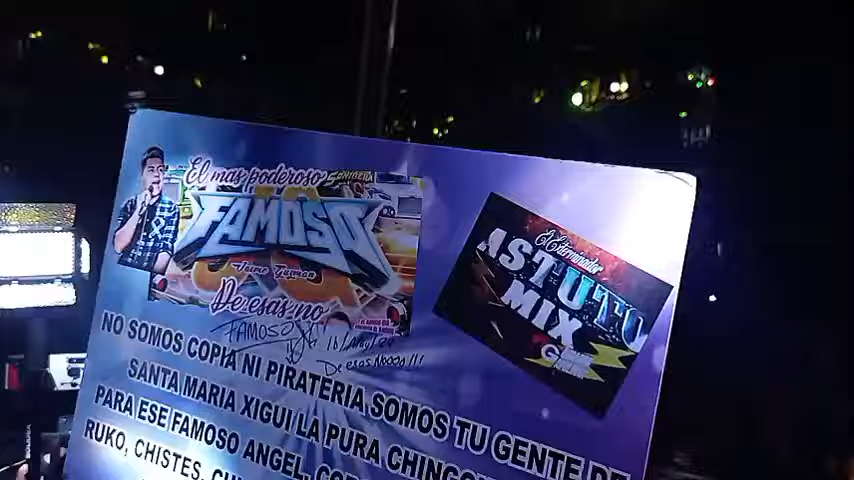 El mas poderoso
SONIDERO
FAMOSO
Jaime Guzman
De esas no
El Exterminador
ASTUTO
MIX
FAMOSO
De esas Noooo!!!
NO SOMOS COPIA NI PIRATERIA SOMOS TU GENTE DE
SANTA MARIA XIGUI LA PURA
PARA ESE FAMOSO ANGEL,
RUKO, CHISTES,